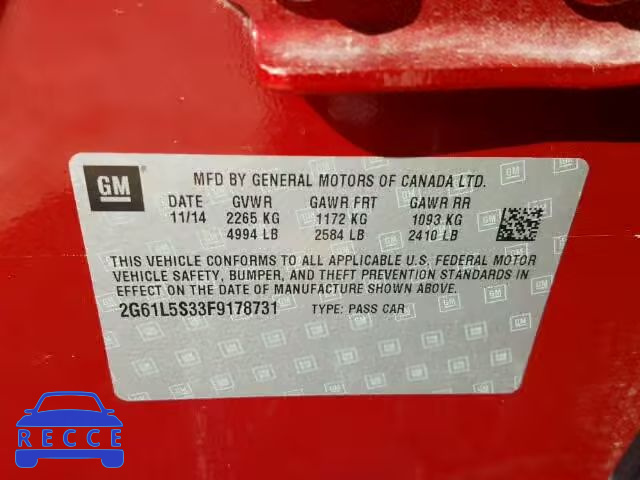 GM
MFD BY GENERAL MOTORS OF CANADA LTD.
DATE GVWR GAWR FRT GAWR RR
11/14 2265 KG 1172 KG 1093 KG
4994 LB 2584 LB 2410 LB
THIS VEHICLE CONFORMS TO ALL APPLICABLE U.S. FEDERAL MOTOR
VEHICLE SAFETY, BUMPER, AND THEFT PREVENTION STANDARDS IN
EFFECT ON THE DATE OF MANUFACTURE SHOWN ABOVE.
2G61L5S33F9178731 TYPE: PASS CAR
RECCE